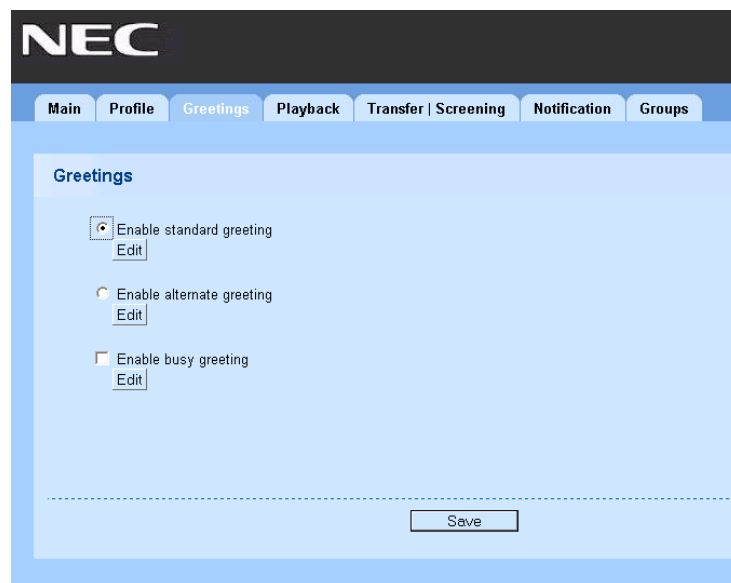 NEC
Main Profile Greetings Playback Transfer | Screening Notification Groups
Greetings
Enable standard greeting
Edit
Enable alternate greeting
Edit
Enable busy greeting
Edit
Save